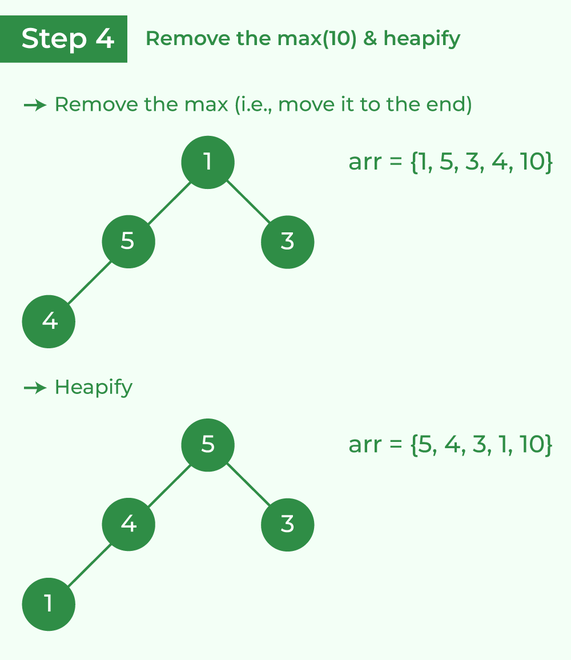 Step 4 Remove the max(10) & heapify
→ Remove the max (i.e., move it to the end)
1 arr = {1, 5, 3, 4, 10}
5 3
4
→ Heapify
5 arr = {5, 4, 3, 1, 10}
4 3
1